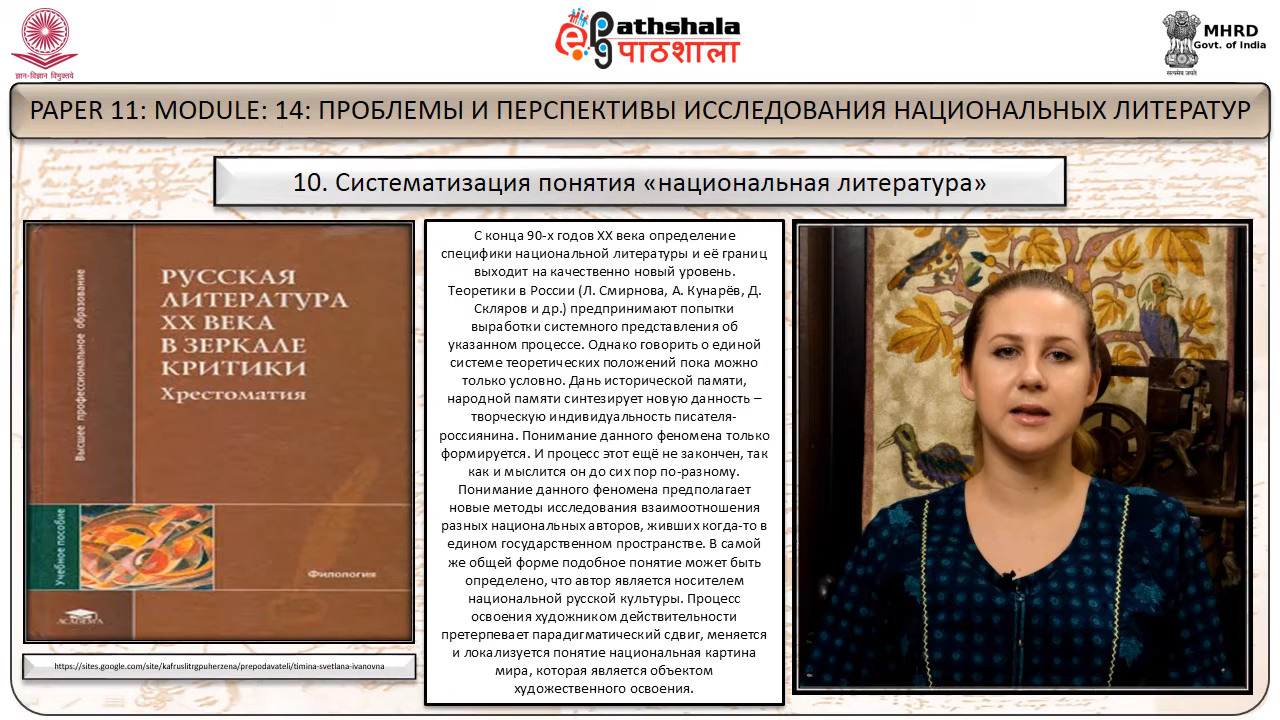 ज्ञान-विज्ञान विमुक्तये
ePg Pathshala
पाठशाला
MHRD
Govt. of India
सत्यमेव जयते
PAPER 11: MODULE: 14: ПРОБЛЕМЫ И ПЕРСПЕКТИВЫ ИССЛЕДОВАНИЯ НАЦИОНАЛЬНЫХ ЛИТЕРАТУР
10. Систематизация понятия «национальная литература»
Высшее профессиональное образование
РУССКАЯ
ЛИТЕРАТУРА
XX ВЕКА
В ЗЕРКАЛЕ
КРИТИКИ
Хрестоматия
Учебное пособие
Филология
ACADEMA
https://sites.google.com/site/kafruslitrgpuherzena/prepodavateli/timina-svetlana-ivanovna
С конца 90-х годов XX века определение
специфики национальной литературы и её границ
выходит на качественно новый уровень.
Теоретики в России (Л. Смирнова, А. Кунарёв, Д.
Скляров и др.) предпринимают попытки
выработки системного представления об
указанном процессе. Однако говорить о единой
системе теоретических положений пока можно
только условно. Дань исторической памяти,
народной памяти синтезирует новую данность –
творческую индивидуальность писателя-
россиянина. Понимание данного феномена только
формируется. И процесс этот ещё не закончен, так
как и мыслится он до сих пор по-разному.
Понимание данного феномена предполагает
новые методы исследования взаимоотношения
разных национальных авторов, живших когда-то в
едином государственном пространстве. В самой
же общей форме подобное понятие может быть
определено, что автор является носителем
национальной русской культуры. Процесс
освоения художником действительности
претерпевает парадигматический сдвиг, меняется
и локализуется понятие национальная картина
мира, которая является объектом
художественного освоения.